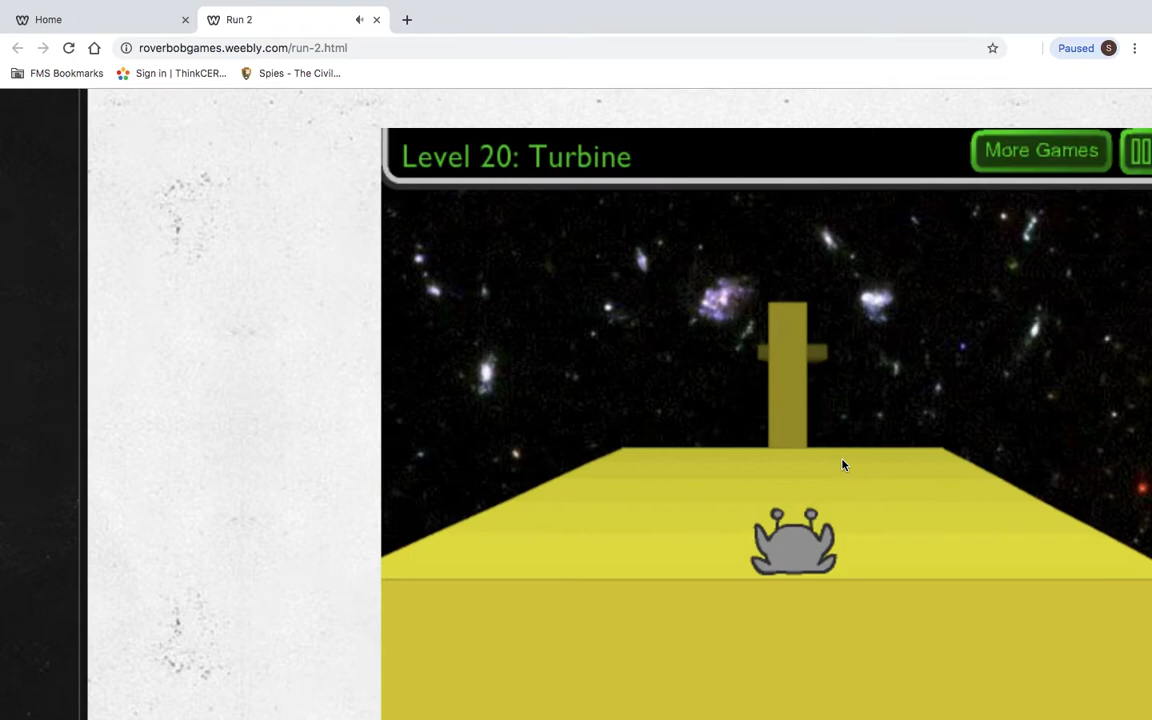 Home
Run 2
roverbobgames.weebly.com/run-2.html
Paused S
FMS Bookmarks Sign in | ThinkCER... Spies - The Civil...
Level 20: Turbine
More Games